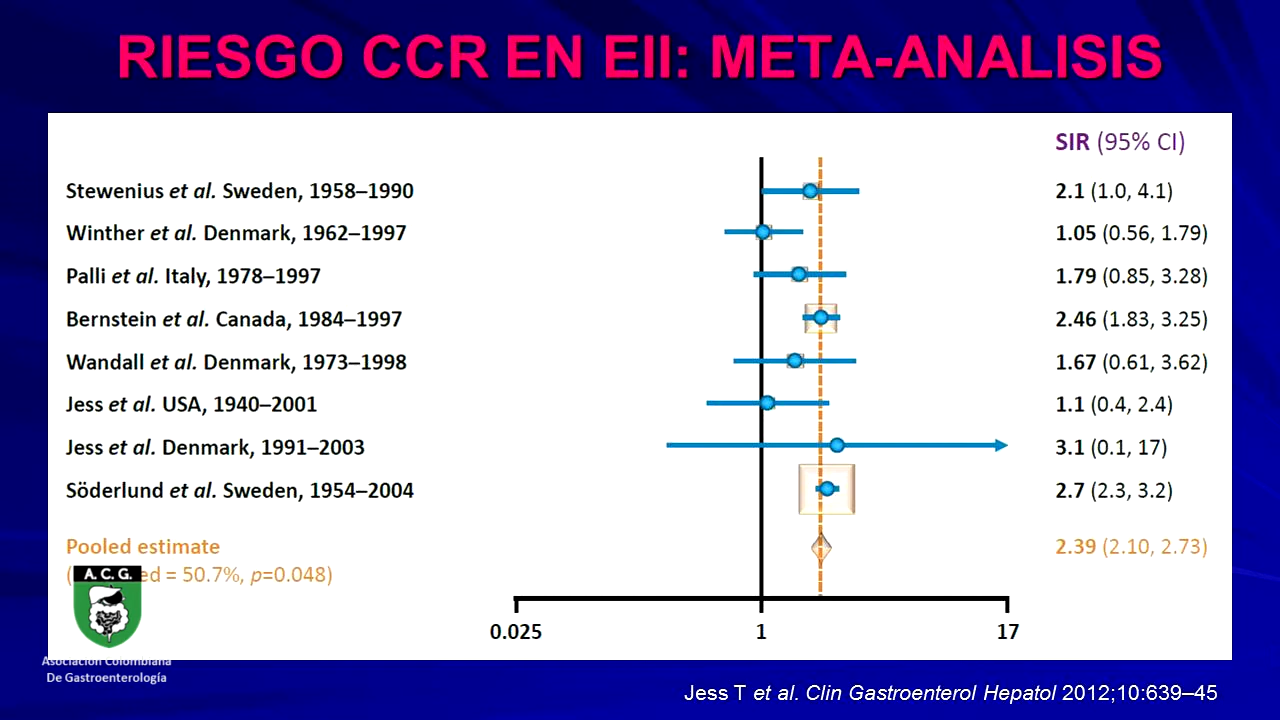 RIESGO CCR EN EII: META-ANALISIS
SIR (95% CI)
Stewenius et al. Sweden, 1958–1990 2.1 (1.0, 4.1)
Winther et al. Denmark, 1962–1997 1.05 (0.56, 1.79)
Palli et al. Italy, 1978–1997 1.79 (0.85, 3.28)
Bernstein et al. Canada, 1984–1997 2.46 (1.83, 3.25)
Wandall et al. Denmark, 1973–1998 1.67 (0.61, 3.62)
Jess et al. USA, 1940–2001 1.1 (0.4, 2.4)
Jess et al. Denmark, 1991–2003 3.1 (0.1, 17)
Söderlund et al. Sweden, 1954–2004 2.7 (2.3, 3.2)
Pooled estimate 2.39 (2.10, 2.73)
= 50.7%, p=0.048)
A.C.G.
0.025 1 17
Asociación Colombiana
De Gastroenterología
Jess T et al. Clin Gastroenterol Hepatol 2012;10:639–45